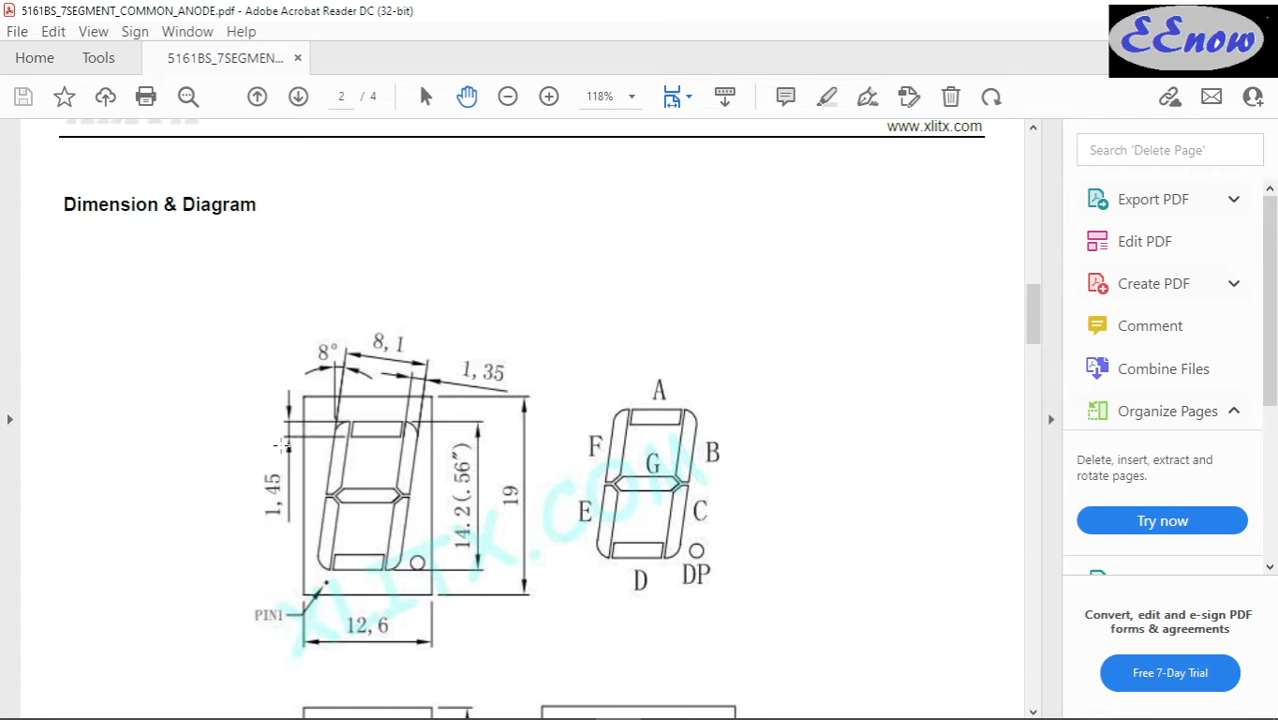 5161BS_7SEGMENT_COMMON_ANODE.pdf - Adobe Acrobat Reader DC (32-bit)
EEnow
File Edit View Sign Window Help
Home Tools 5161BS_7SEGMEN... ×
2 / 4 118%
www.xlitx.com
Search 'Delete Page'
Export PDF
Edit PDF
Create PDF
Comment
Combine Files
Organize Pages
Delete, insert, extract and
rotate pages.
Try now
Convert, edit and e-sign PDF
forms & agreements
Free 7-Day Trial
Dimension & Diagram
8° 8,1
1,35
1,45
14.2(.56")
19
12,6
PIN1
A
F B
G
E C
D DP
XLITX.COM